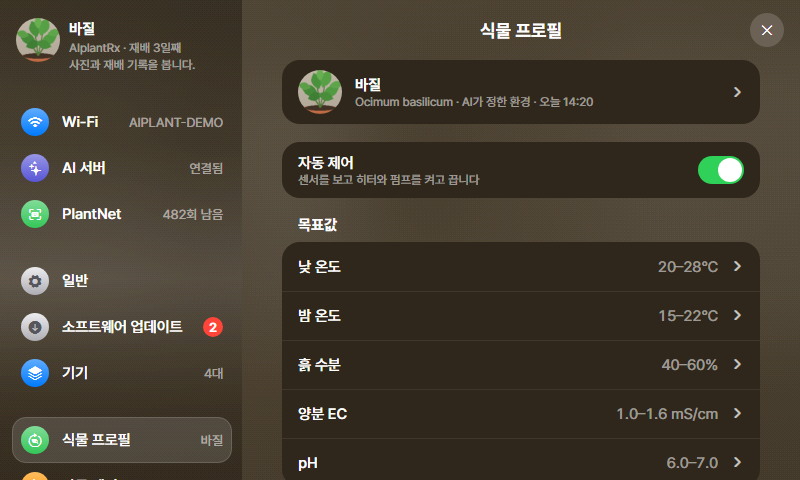 바질
AIplantRx · 재배 3일째
사진과 재배 기록을 봅니다.
Wi-Fi AIPLANT-DEMO
AI 서버 연결됨
PlantNet 482회 남음
일반
소프트웨어 업데이트 2
기기 4대
식물 프로필 바질
식물 프로필
바질
Ocimum basilicum · AI가 정한 환경 · 오늘 14:20
자동 제어
센서를 보고 히터와 펌프를 켜고 끕니다
목표값
낮 온도 20–28°C
밤 온도 15–22°C
흙 수분 40–60%
양분 EC 1.0–1.6 mS/cm
pH 6.0–7.0